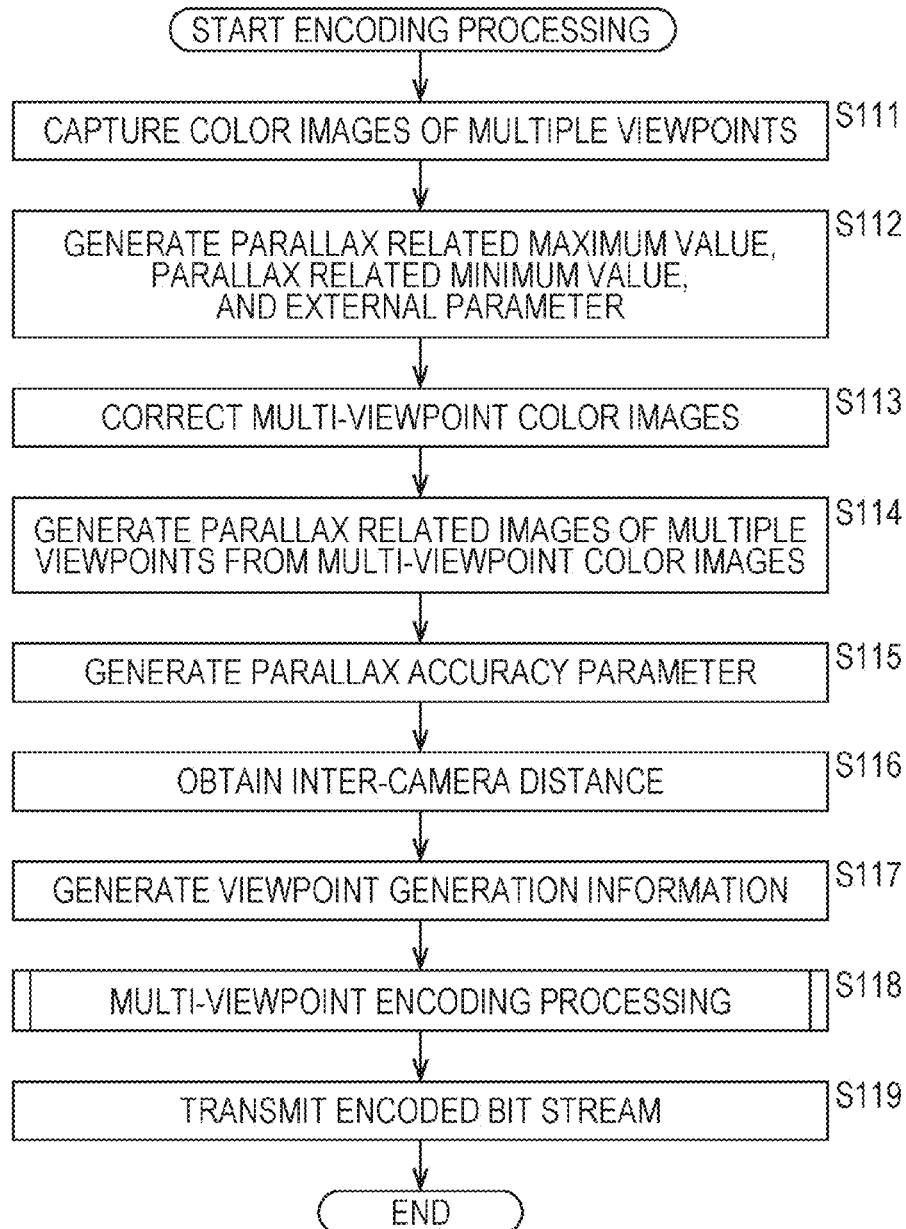 START ENCODING PROCESSING
S111
CAPTURE COLOR IMAGES OF MULTIPLE VIEWPOINTS
S112
GENERATE PARALLAX RELATED MAXIMUM VALUE,
PARALLAX RELATED MINIMUM VALUE,
AND EXTERNAL PARAMETER
S113
CORRECT MULTI-VIEWPOINT COLOR IMAGES
S114
GENERATE PARALLAX RELATED IMAGES OF MULTIPLE
VIEWPOINTS FROM MULTI-VIEWPOINT COLOR IMAGES
S115
GENERATE PARALLAX ACCURACY PARAMETER
S116
OBTAIN INTER-CAMERA DISTANCE
S117
GENERATE VIEWPOINT GENERATION INFORMATION
S118
MULTI-VIEWPOINT ENCODING PROCESSING
S119
TRANSMIT ENCODED BIT STREAM
END